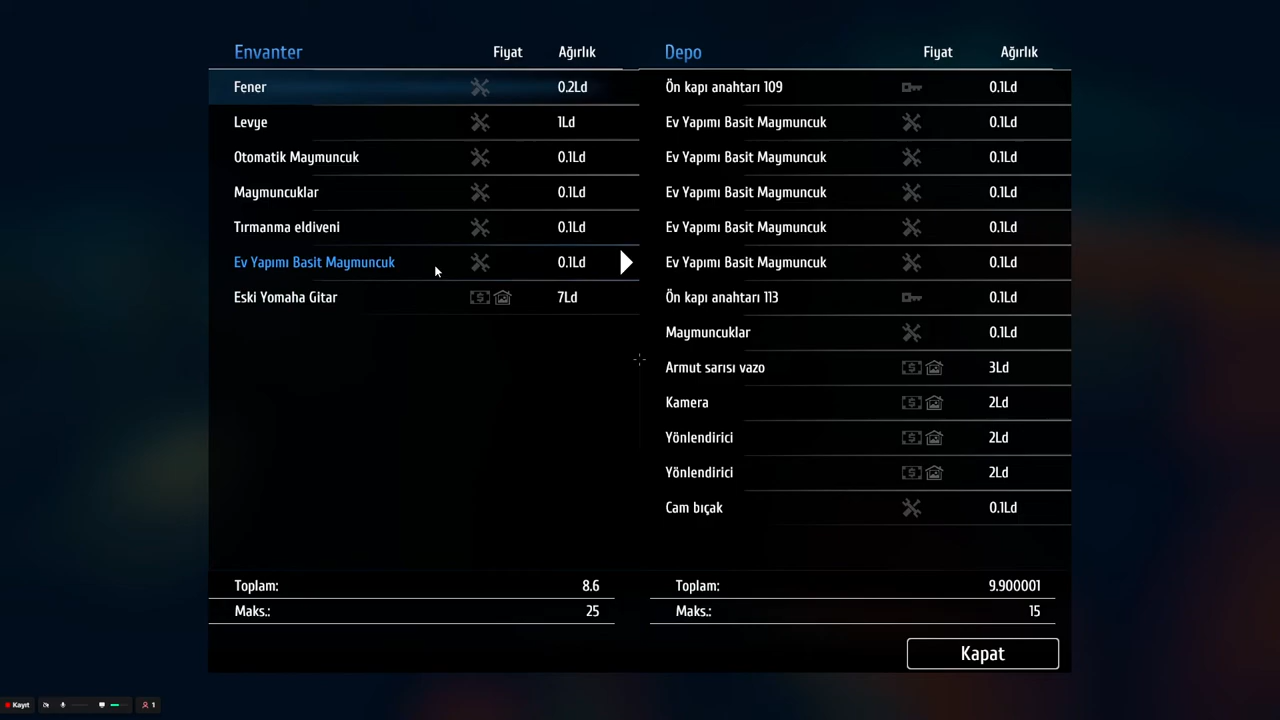 Envanter Fiyat Ağırlık
Fener 0.2Ld
Levye 1Ld
Otomatik Maymuncuk 0.1Ld
Maymuncuklar 0.1Ld
Tırmanma eldiveni 0.1Ld
Ev Yapımı Basit Maymuncuk 0.1Ld
Eski Yomaha Gitar 7Ld
Toplam: 8.6
Maks.: 25
Depo Fiyat Ağırlık
Ön kapı anahtarı 109 0.1Ld
Ev Yapımı Basit Maymuncuk 0.1Ld
Ev Yapımı Basit Maymuncuk 0.1Ld
Ev Yapımı Basit Maymuncuk 0.1Ld
Ev Yapımı Basit Maymuncuk 0.1Ld
Ev Yapımı Basit Maymuncuk 0.1Ld
Ön kapı anahtarı 113 0.1Ld
Maymuncuklar 0.1Ld
Armut sarısı vazo 3Ld
Kamera 2Ld
Yönlendirici 2Ld
Yönlendirici 2Ld
Cam bıçak 0.1Ld
Toplam: 9.900001
Maks.: 15
Kapat
Kayıt 1